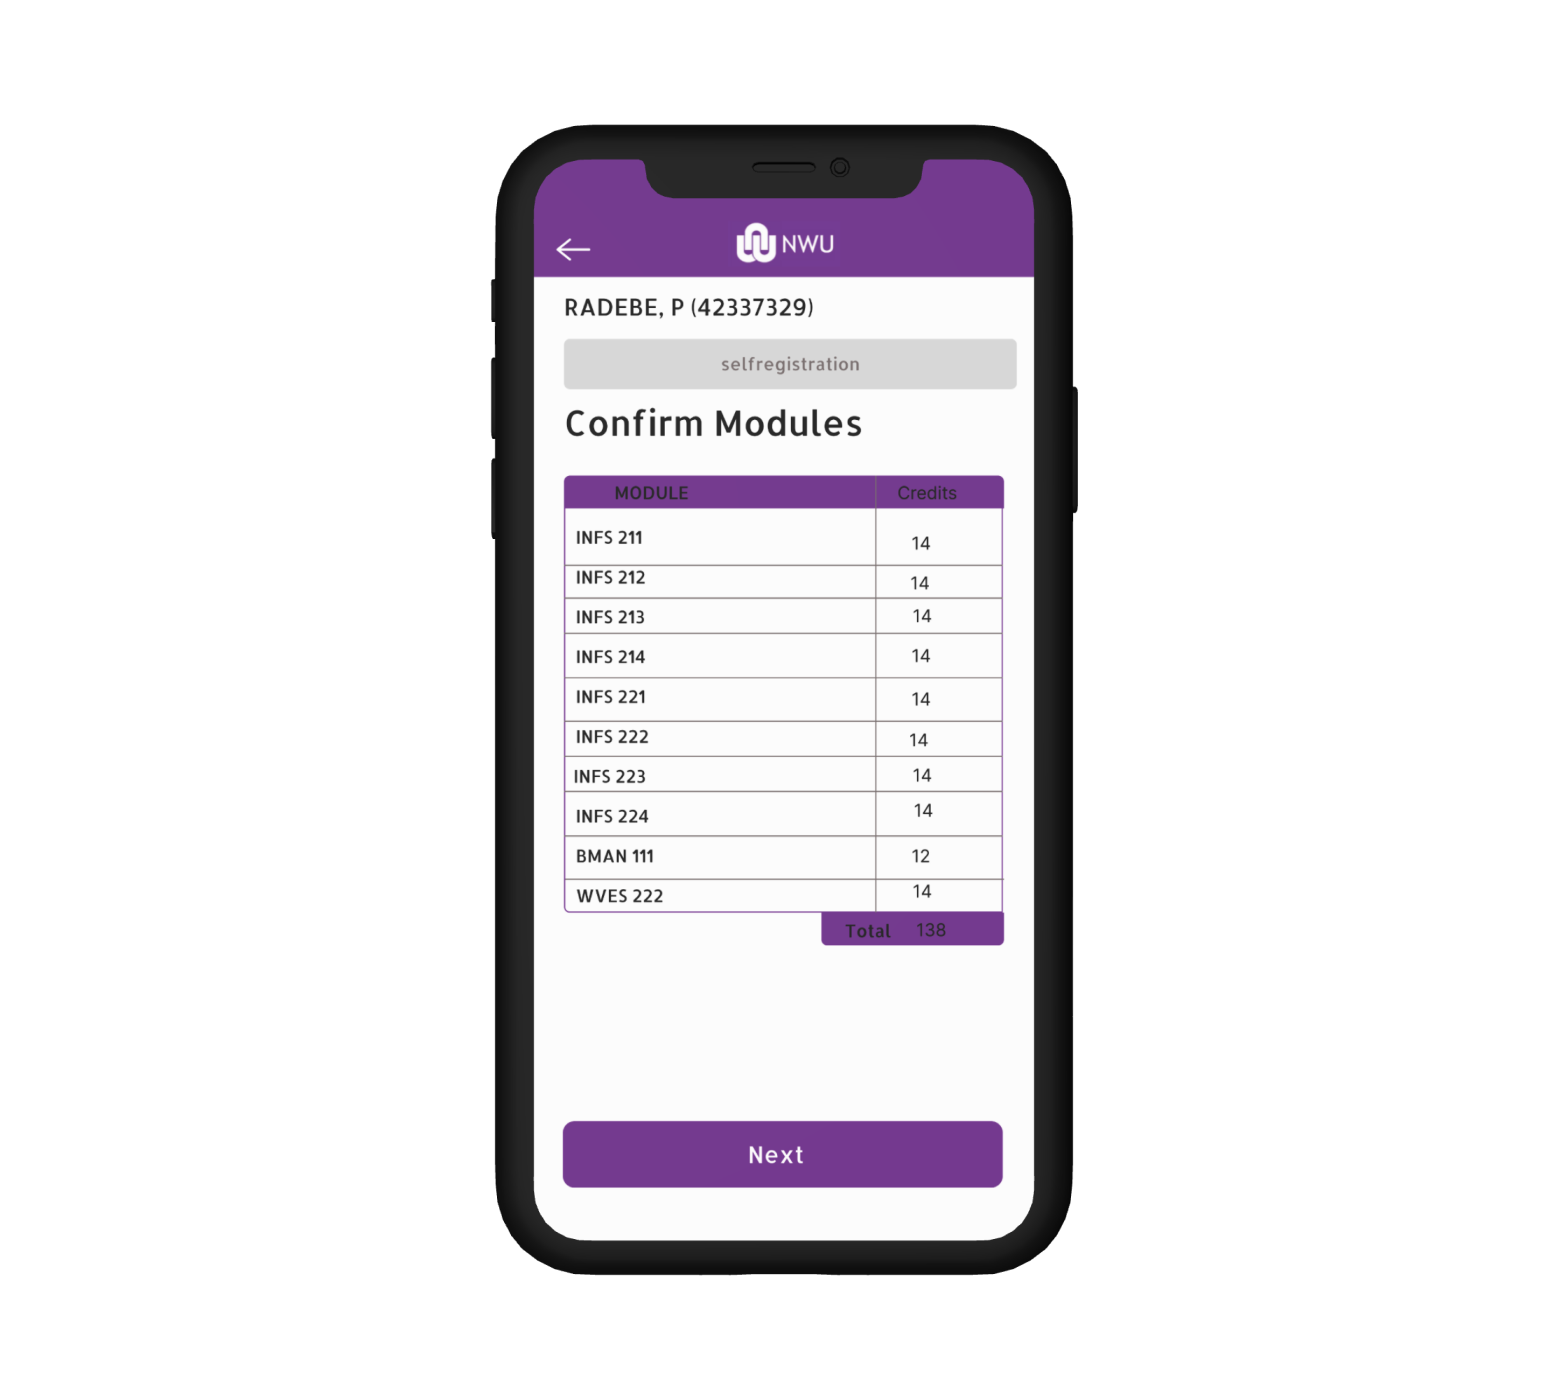 NWU
RADEBE, P (42337329)
selfregistration
Confirm Modules
MODULE Credits
INFS 211 14
INFS 212 14
INFS 213 14
INFS 214 14
INFS 221 14
INFS 222 14
INFS 223 14
INFS 224 14
BMAN 111 12
WVES 222 14
Total 138
Next